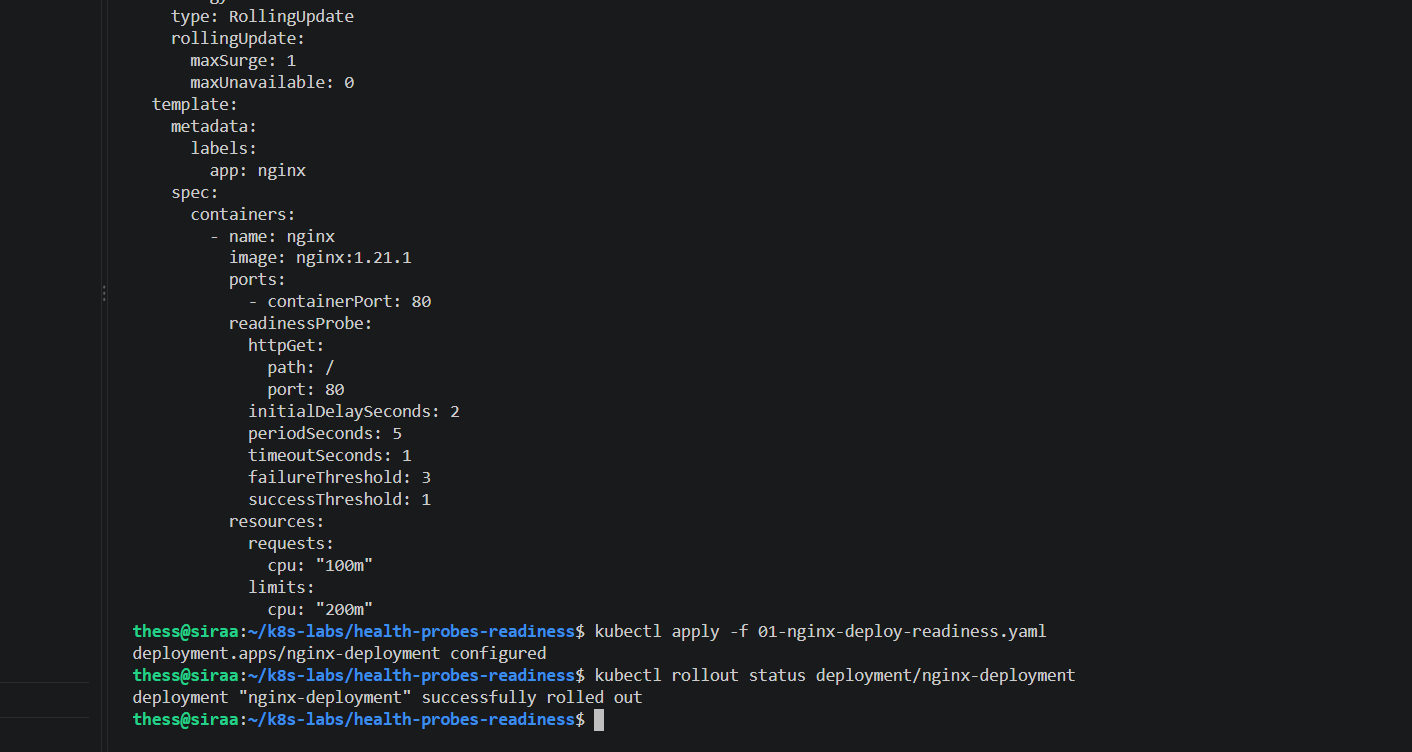 type: RollingUpdate
rollingUpdate:
maxSurge: 1
maxUnavailable: 0
template:
metadata:
labels:
app: nginx
spec:
containers:
- name: nginx
image: nginx:1.21.1
ports:
- containerPort: 80
readinessProbe:
httpGet:
path: /
port: 80
initialDelaySeconds: 2
periodSeconds: 5
timeoutSeconds: 1
failureThreshold: 3
successThreshold: 1
resources:
requests:
cpu: "100m"
limits:
cpu: "200m"
thess@siraa:~/k8s-labs/health-probes-readiness$ kubectl apply -f 01-nginx-deploy-readiness.yaml
deployment.apps/nginx-deployment configured
thess@siraa:~/k8s-labs/health-probes-readiness$ kubectl rollout status deployment/nginx-deployment
deployment "nginx-deployment" successfully rolled out
thess@siraa:~/k8s-labs/health-probes-readiness$